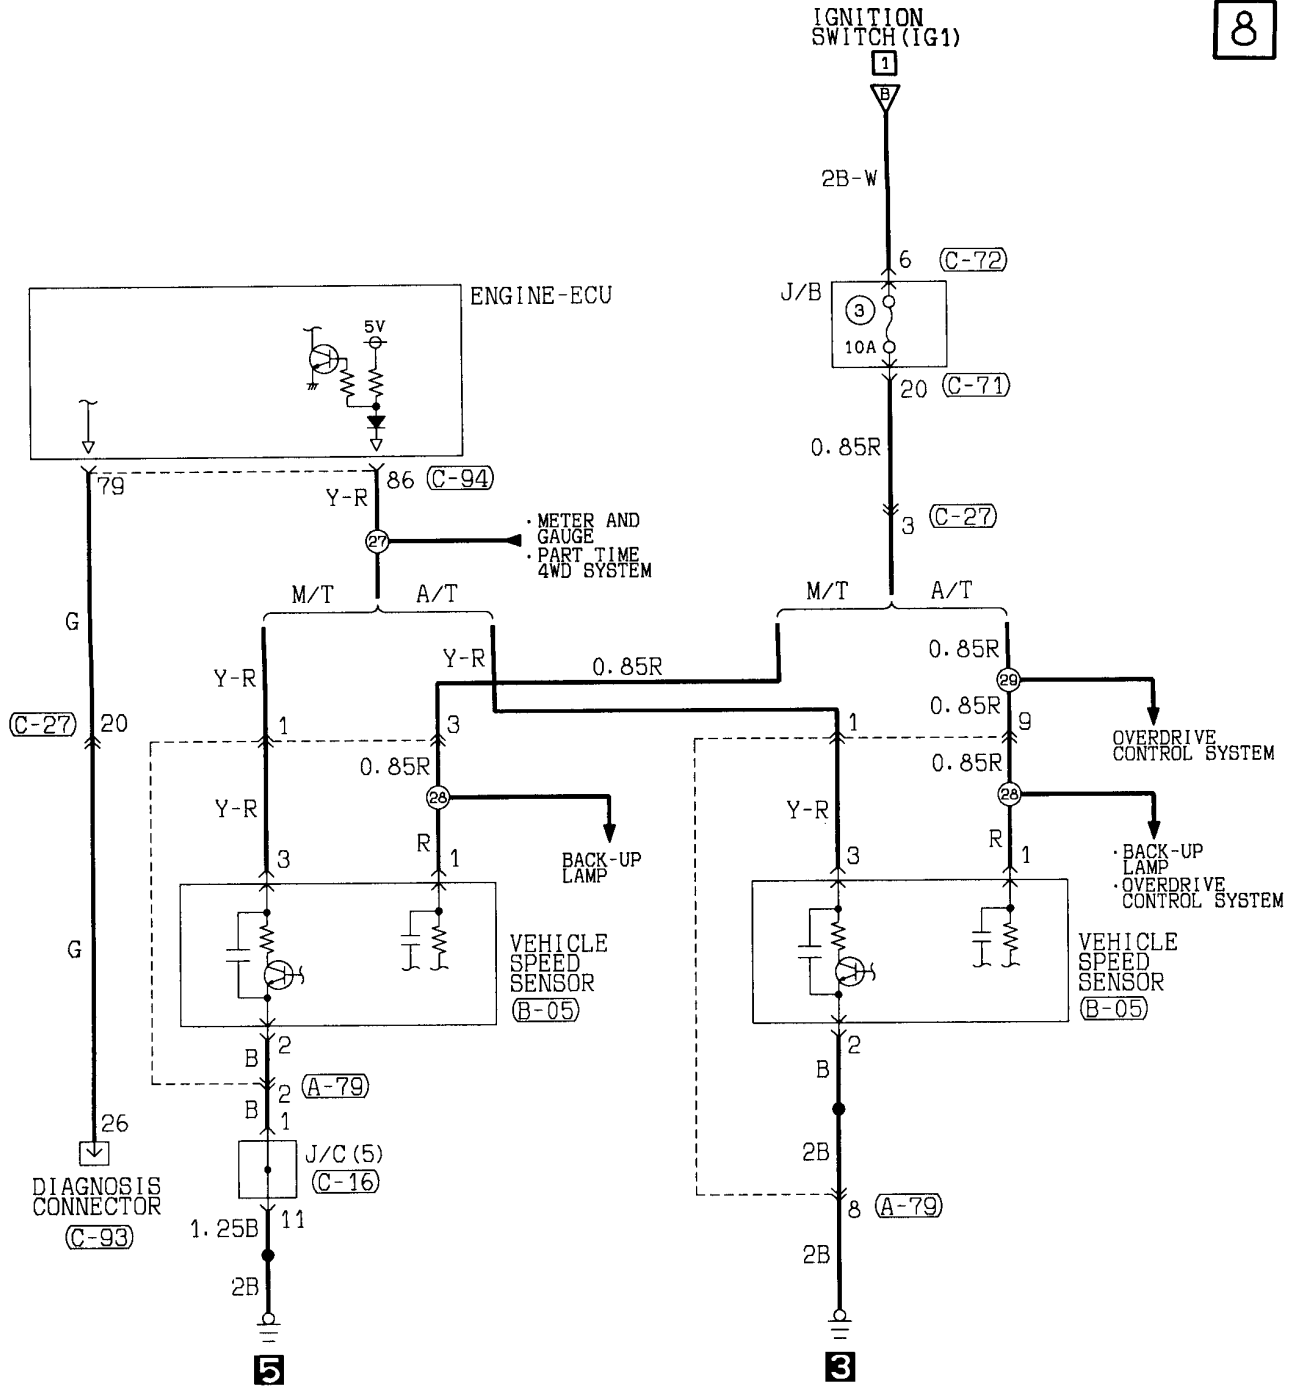 IGNITION
SWITCH(IG1)
8
1
B
2B-W
6
C-72
J/B
3
10A
20
C-71
0.85R
3
C-27
ENGINE-ECU
5V
79
86
C-94
Y-R
27
· METER AND
GAUGE
· PART TIME
4WD SYSTEM
M/T
A/T
M/T
A/T
G
Y-R
Y-R
0.85R
0.85R
29
0.85R
OVERDRIVE
CONTROL SYSTEM
C-27
20
1
3
1
9
0.85R
28
0.85R
28
Y-R
R
Y-R
R
BACK-UP
LAMP
· BACK-UP
LAMP
· OVERDRIVE
CONTROL SYSTEM
3
1
3
1
G
VEHICLE
SPEED
SENSOR
B-05
VEHICLE
SPEED
SENSOR
B-05
2
B
2
A-79
B
1
2
B
26
J/C(5)
C-16
2B
DIAGNOSIS
CONNECTOR
C-93
11
1.25B
2B
8
A-79
2B
5
3